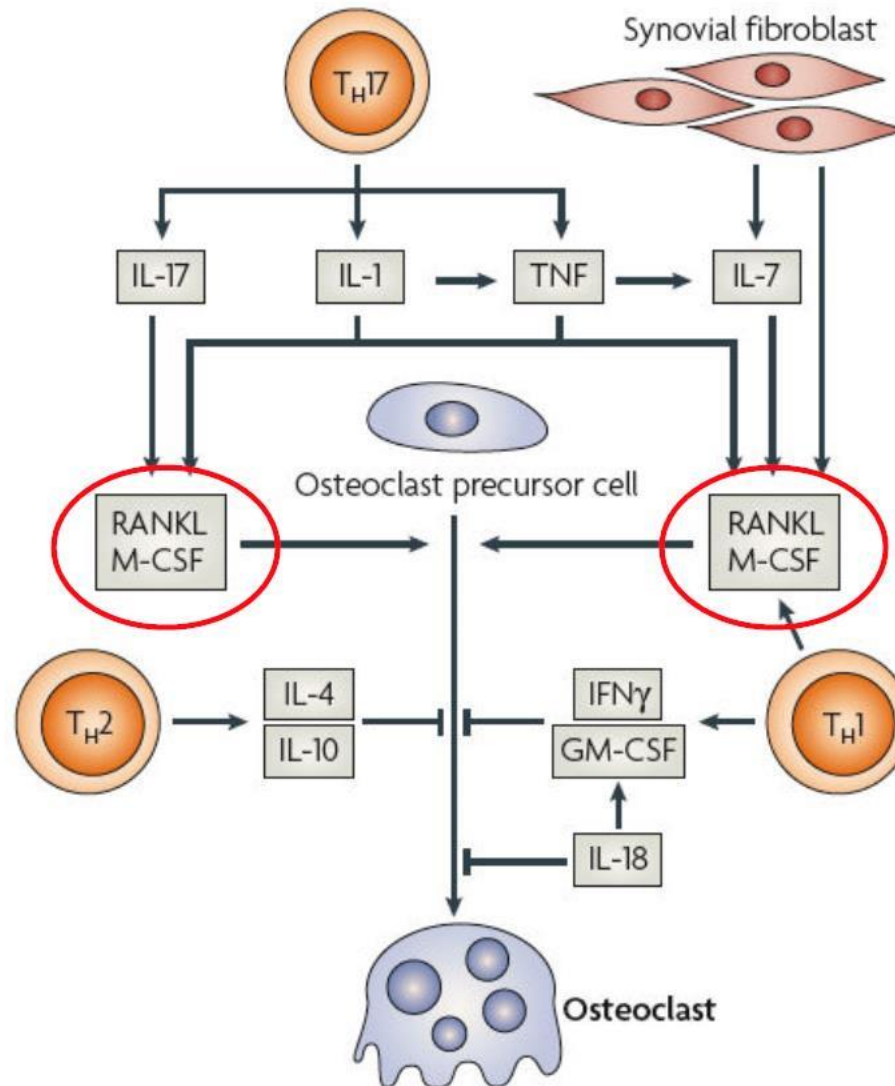 Synovial fibroblast
TH17
IL-17
IL-1
TNF
IL-7
Osteoclast precursor cell
RANKL
M-CSF
RANKL
M-CSF
TH2
IL-4
IL-10
IFNγ
GM-CSF
TH1
IL-18
Osteoclast